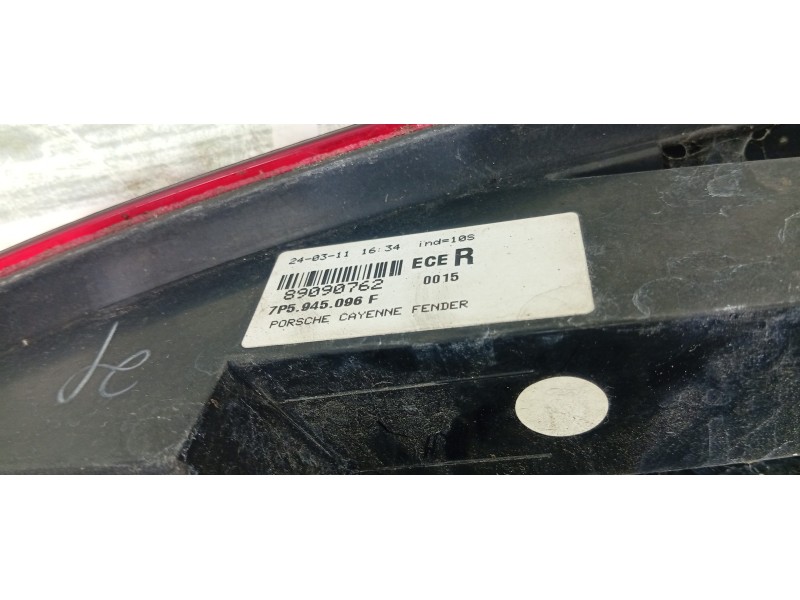 24-03-11 16:34 ind=10S
ECE R
89090762 0015
7P5.945.096 F
PORSCHE CAYENNE FENDER